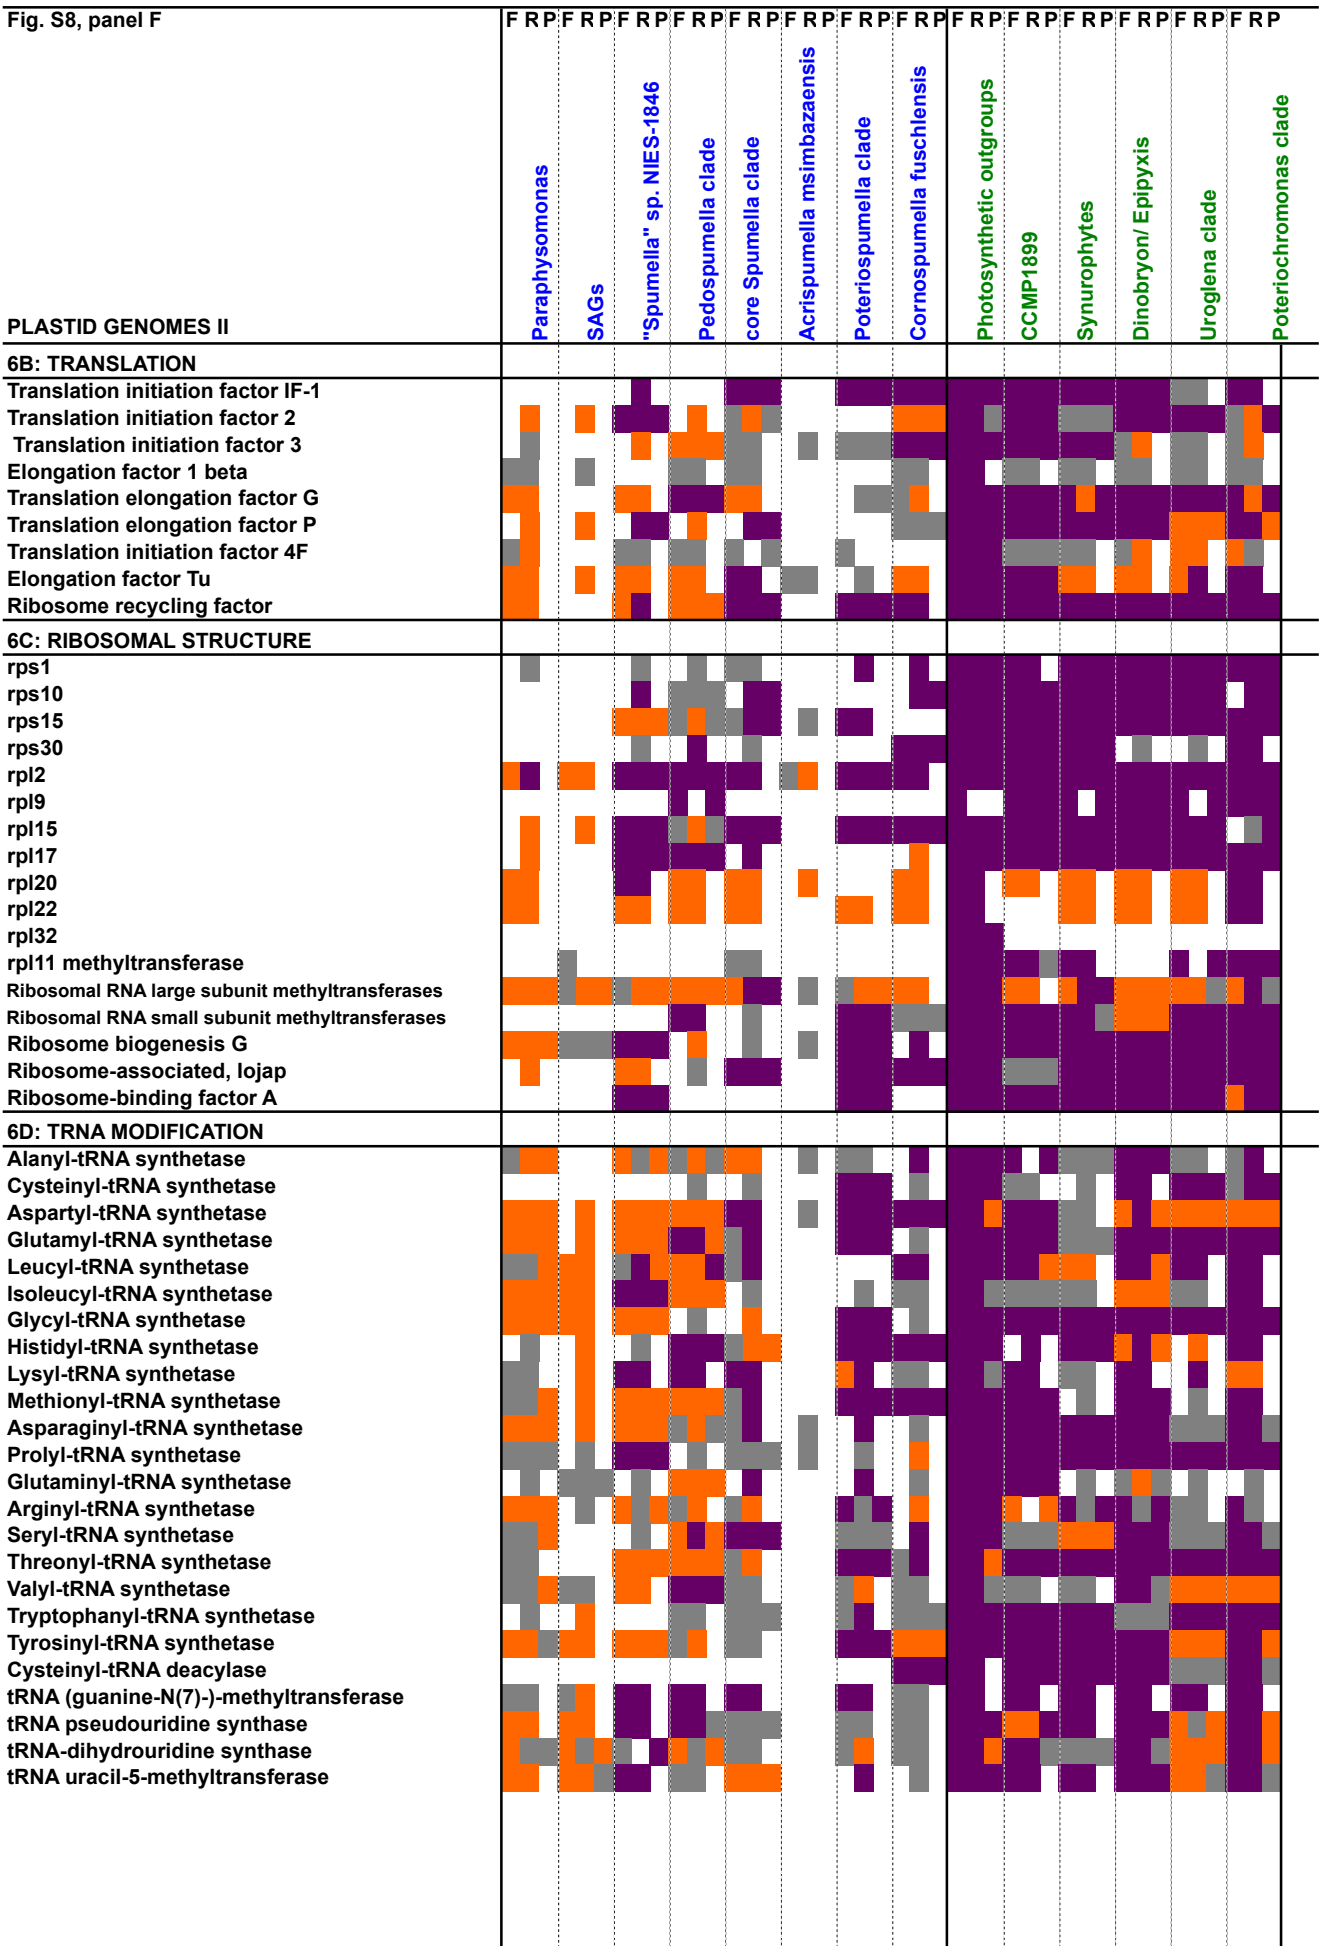 Fig. S8, panel F
F R P F R P F R P F R P F R P F R P F R P F R P F R P F R P F R P F R P F R P F R P
Paraphysomonas
SAGs
"Spumella" sp. NIES-1846
Pedospumella clade
core Spumella clade
Acrispumella msimbazaensis
Poteriospumella clade
Cornospumella fuschlensis
Photosynthetic outgroups
CCMP1899
Synurophytes
Dinobryon/ Epipyxis
Uroglena clade
Poteriochromonas clade
PLASTID GENOMES II
6B: TRANSLATION
Translation initiation factor IF-1
Translation initiation factor 2
Translation initiation factor 3
Elongation factor 1 beta
Translation elongation factor G
Translation elongation factor P
Translation initiation factor 4F
Elongation factor Tu
Ribosome recycling factor
6C: RIBOSOMAL STRUCTURE
rps1
rps10
rps15
rps30
rpl2
rpl9
rpl15
rpl17
rpl20
rpl22
rpl32
rpl11 methyltransferase
Ribosomal RNA large subunit methyltransferases
Ribosomal RNA small subunit methyltransferases
Ribosome biogenesis G
Ribosome-associated, Iojap
Ribosome-binding factor A
6D: TRNA MODIFICATION
Alanyl-tRNA synthetase
Cysteinyl-tRNA synthetase
Aspartyl-tRNA synthetase
Glutamyl-tRNA synthetase
Leucyl-tRNA synthetase
Isoleucyl-tRNA synthetase
Glycyl-tRNA synthetase
Histidyl-tRNA synthetase
Lysyl-tRNA synthetase
Methionyl-tRNA synthetase
Asparaginyl-tRNA synthetase
Prolyl-tRNA synthetase
Glutaminyl-tRNA synthetase
Arginyl-tRNA synthetase
Seryl-tRNA synthetase
Threonyl-tRNA synthetase
Valyl-tRNA synthetase
Tryptophanyl-tRNA synthetase
Tyrosinyl-tRNA synthetase
Cysteinyl-tRNA deacylase
tRNA (guanine-N(7)-)-methyltransferase
tRNA pseudouridine synthase
tRNA-dihydrouridine synthase
tRNA uracil-5-methyltransferase